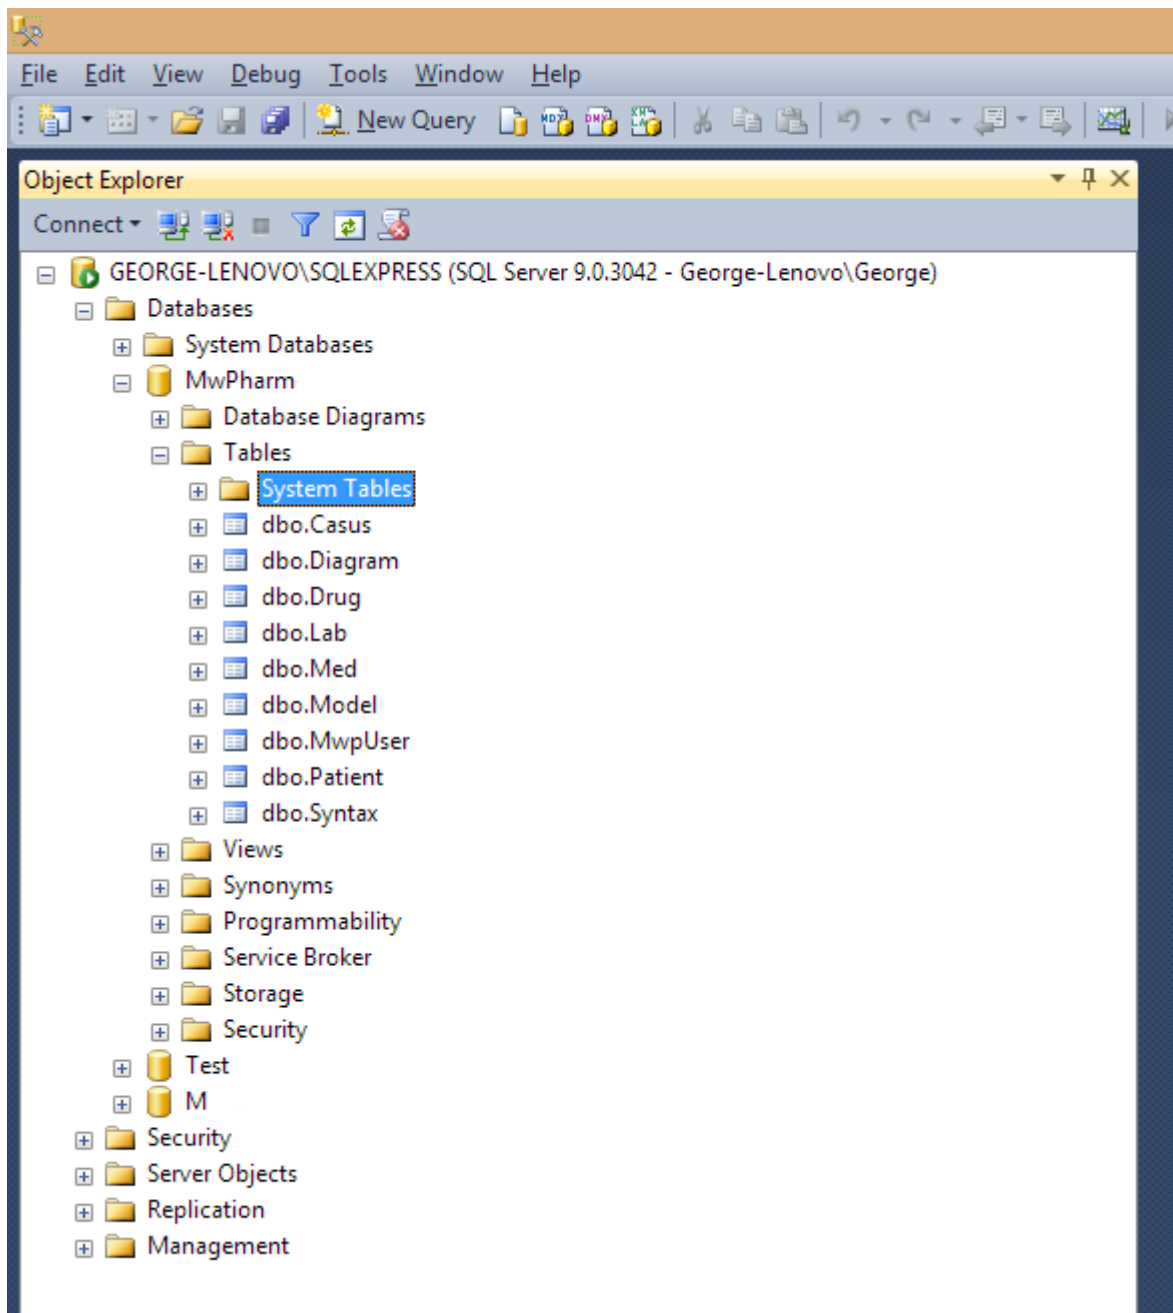 File Edit View Debug Tools Window Help
New Query
Object Explorer
Connect
GEORGE-LENOVO\SQLEXPRESS (SQL Server 9.0.3042 - George-Lenovo\George)
Databases
System Databases
MwPharm
Database Diagrams
Tables
System Tables
dbo.Casus
dbo.Diagram
dbo.Drug
dbo.Lab
dbo.Med
dbo.Model
dbo.MwpUser
dbo.Patient
dbo.Syntax
Views
Synonyms
Programmability
Service Broker
Storage
Security
Test
M
Security
Server Objects
Replication
Management